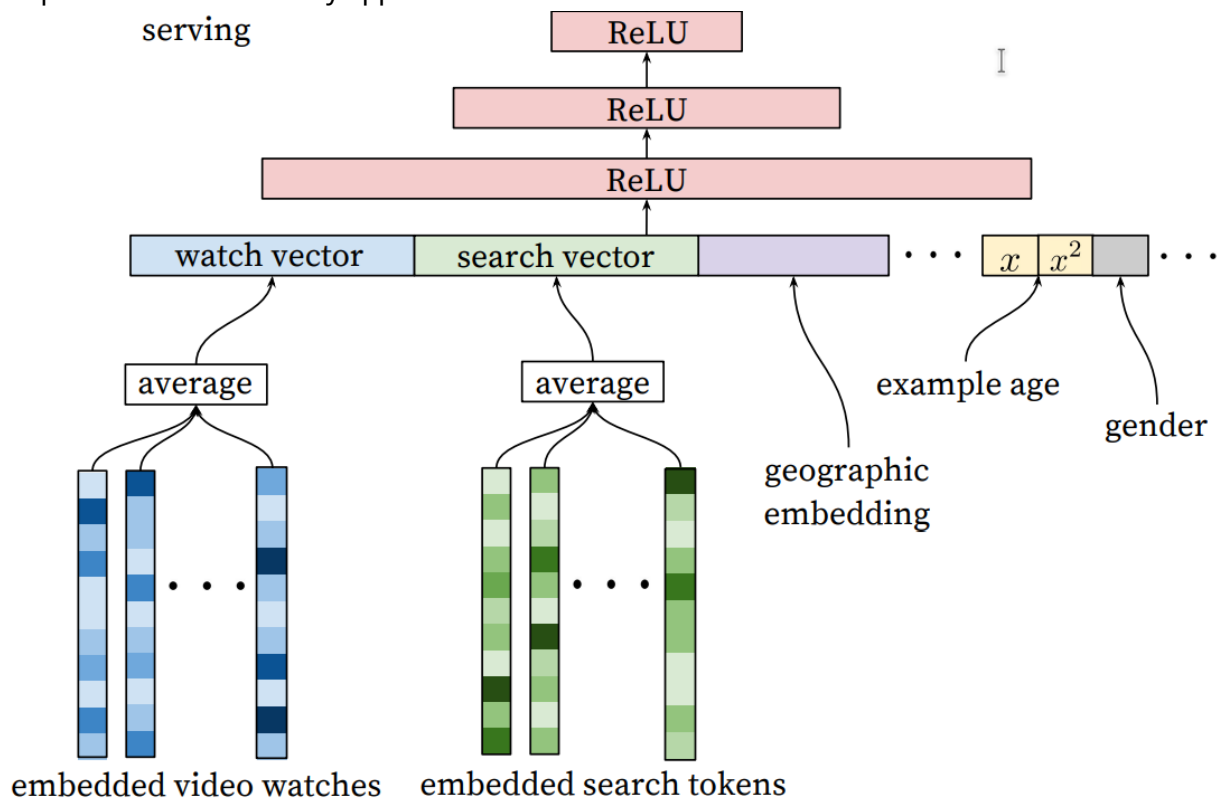 serving
ReLU
ReLU
ReLU
watch vector search vector ... x x² ...
average average
example age
gender
geographic
embedding
... ...
embedded video watches embedded search tokens